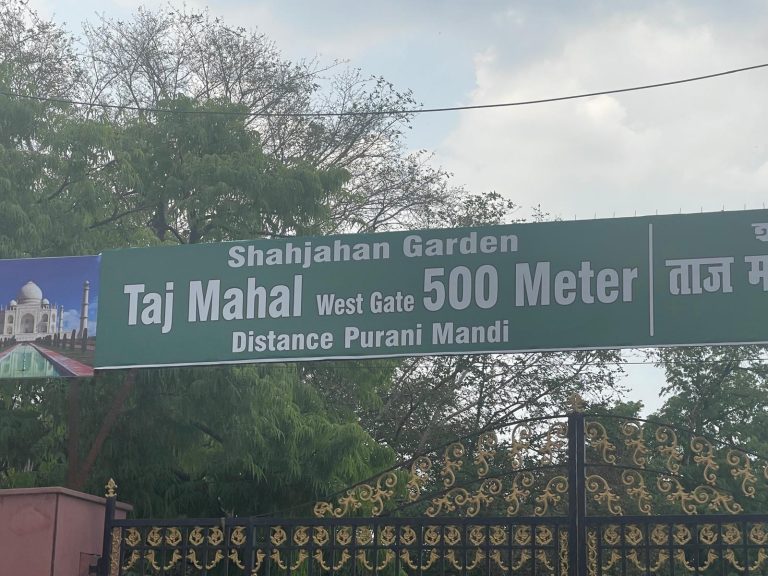 Shahjahan Garden
Taj Mahal West Gate 500 Meter
Distance Purani Mandi
ताज